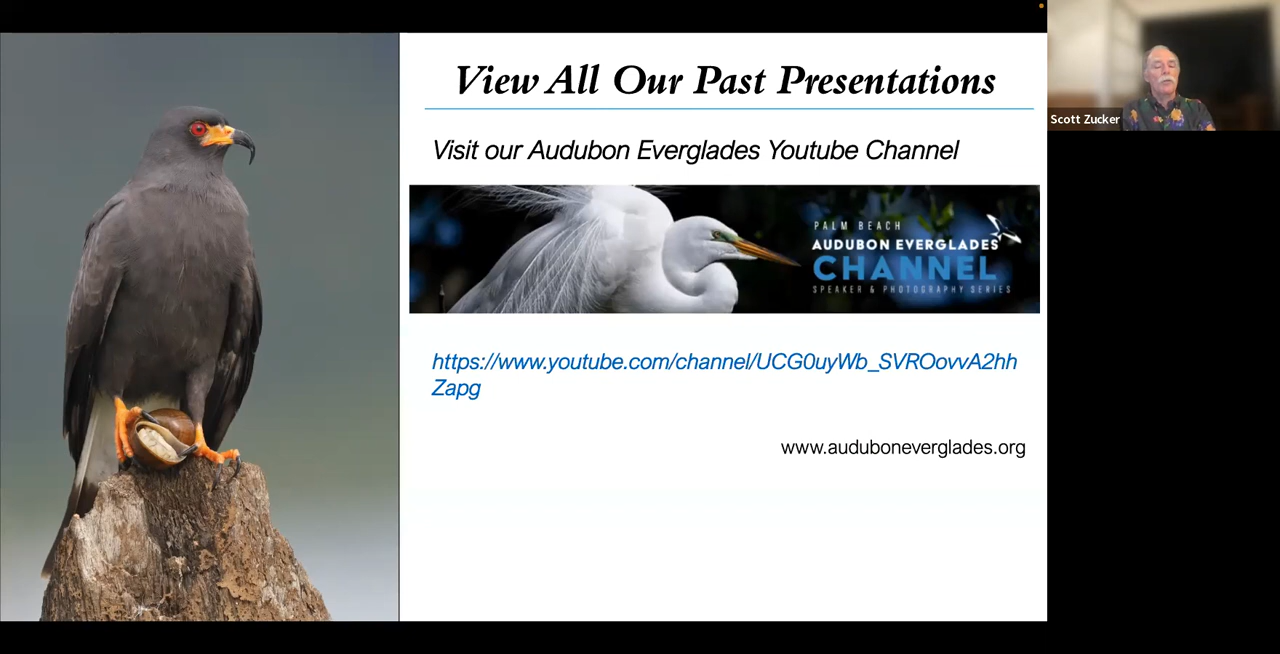 View All Our Past Presentations
Visit our Audubon Everglades Youtube Channel
PALM BEACH
AUDUBON EVERGLADES
CHANNEL
SPEAKER & PHOTOGRAPHY SERIES
https://www.youtube.com/channel/UCG0uyWb_SVROovvA2hh
Zapg
www.auduboneverglades.org
Scott Zucker